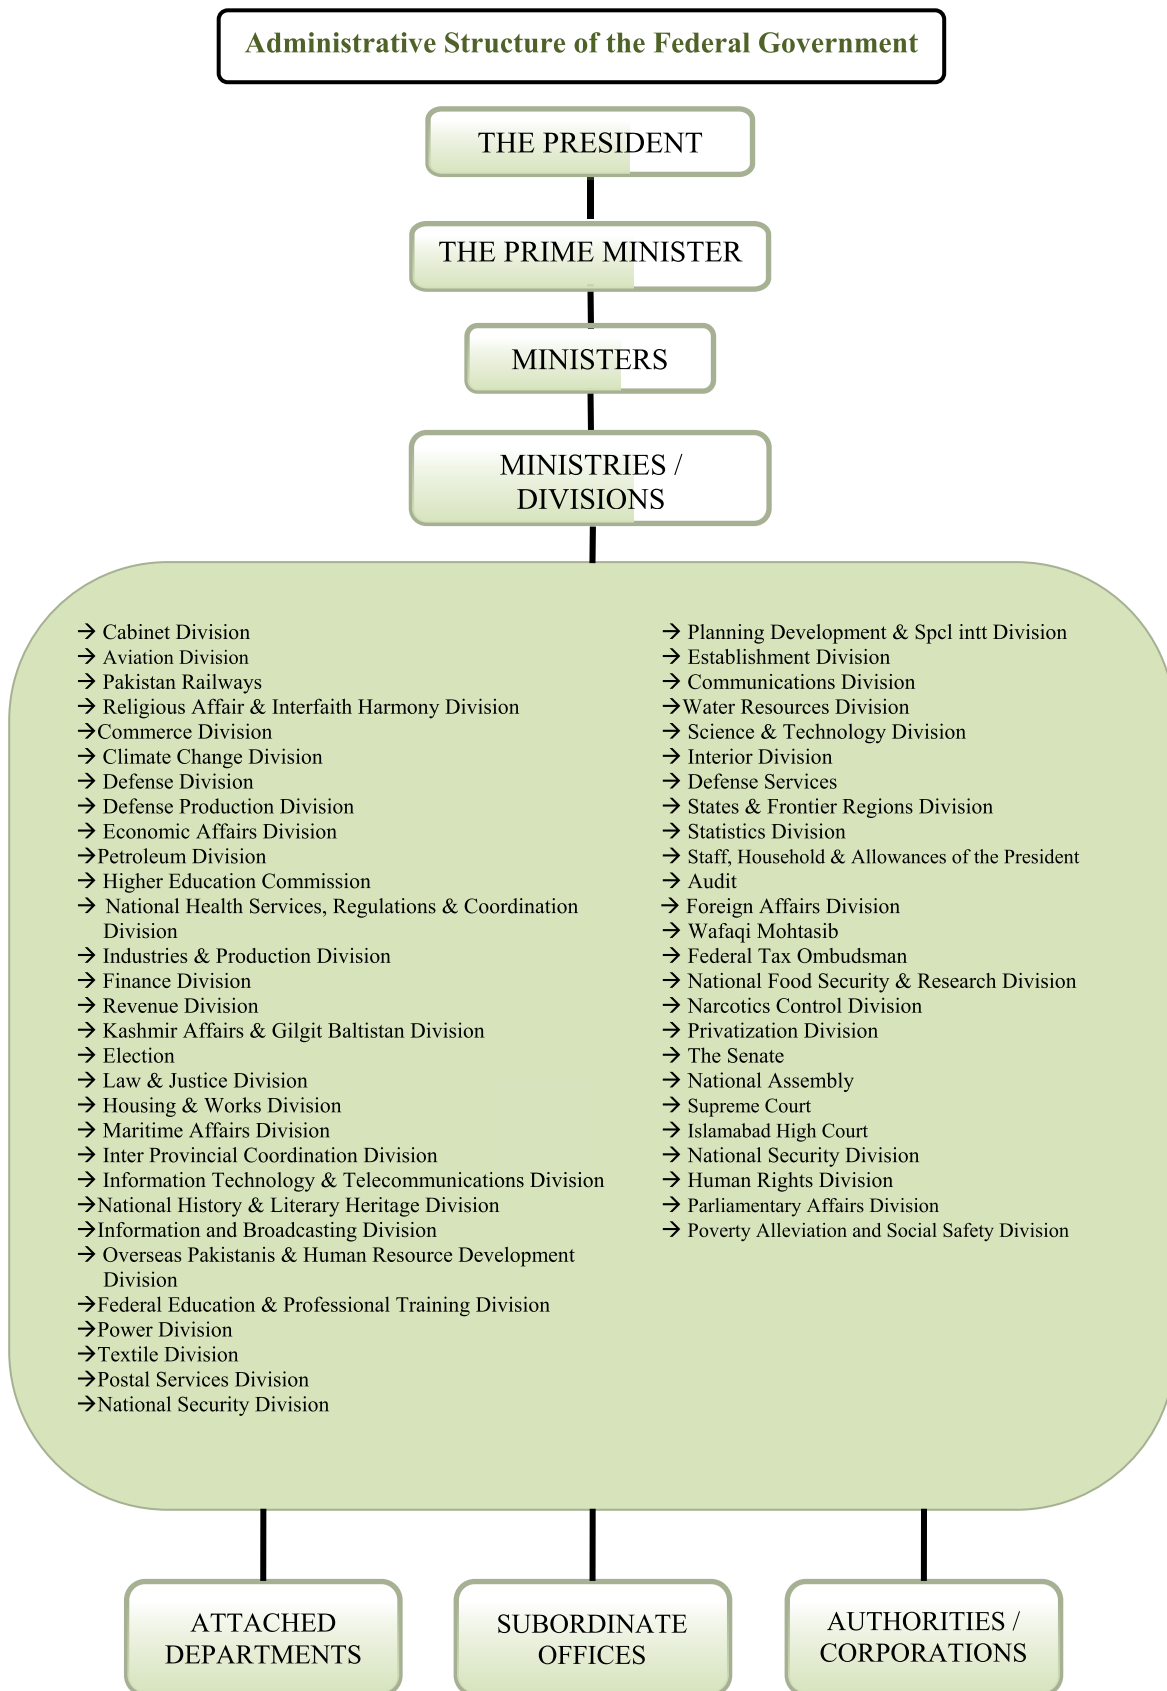 Administrative Structure of the Federal Government
THE PRESIDENT
THE PRIME MINISTER
MINISTERS
MINISTRIES /
DIVISIONS
→ Cabinet Division
→ Aviation Division
→ Pakistan Railways
→ Religious Affair & Interfaith Harmony Division
→Commerce Division
→ Climate Change Division
→ Defense Division
→ Defense Production Division
→ Economic Affairs Division
→Petroleum Division
→ Higher Education Commission
→ National Health Services, Regulations & Coordination
Division
→ Industries & Production Division
→ Finance Division
→ Revenue Division
→ Kashmir Affairs & Gilgit Baltistan Division
→ Election
→ Law & Justice Division
→ Housing & Works Division
→ Maritime Affairs Division
→ Inter Provincial Coordination Division
→ Information Technology & Telecommunications Division
→National History & Literary Heritage Division
→Information and Broadcasting Division
→ Overseas Pakistanis & Human Resource Development
Division
→Federal Education & Professional Training Division
→Power Division
→Textile Division
→Postal Services Division
→National Security Division
→ Planning Development & Spcl intt Division
→ Establishment Division
→ Communications Division
→Water Resources Division
→ Science & Technology Division
→ Interior Division
→ Defense Services
→ States & Frontier Regions Division
→ Statistics Division
→ Staff, Household & Allowances of the President
→ Audit
→ Foreign Affairs Division
→ Wafaqi Mohtasib
→ Federal Tax Ombudsman
→ National Food Security & Research Division
→ Narcotics Control Division
→ Privatization Division
→ The Senate
→ National Assembly
→ Supreme Court
→ Islamabad High Court
→ National Security Division
→ Human Rights Division
→ Parliamentary Affairs Division
→ Poverty Alleviation and Social Safety Division
ATTACHED
DEPARTMENTS
SUBORDINATE
OFFICES
AUTHORITIES /
CORPORATIONS